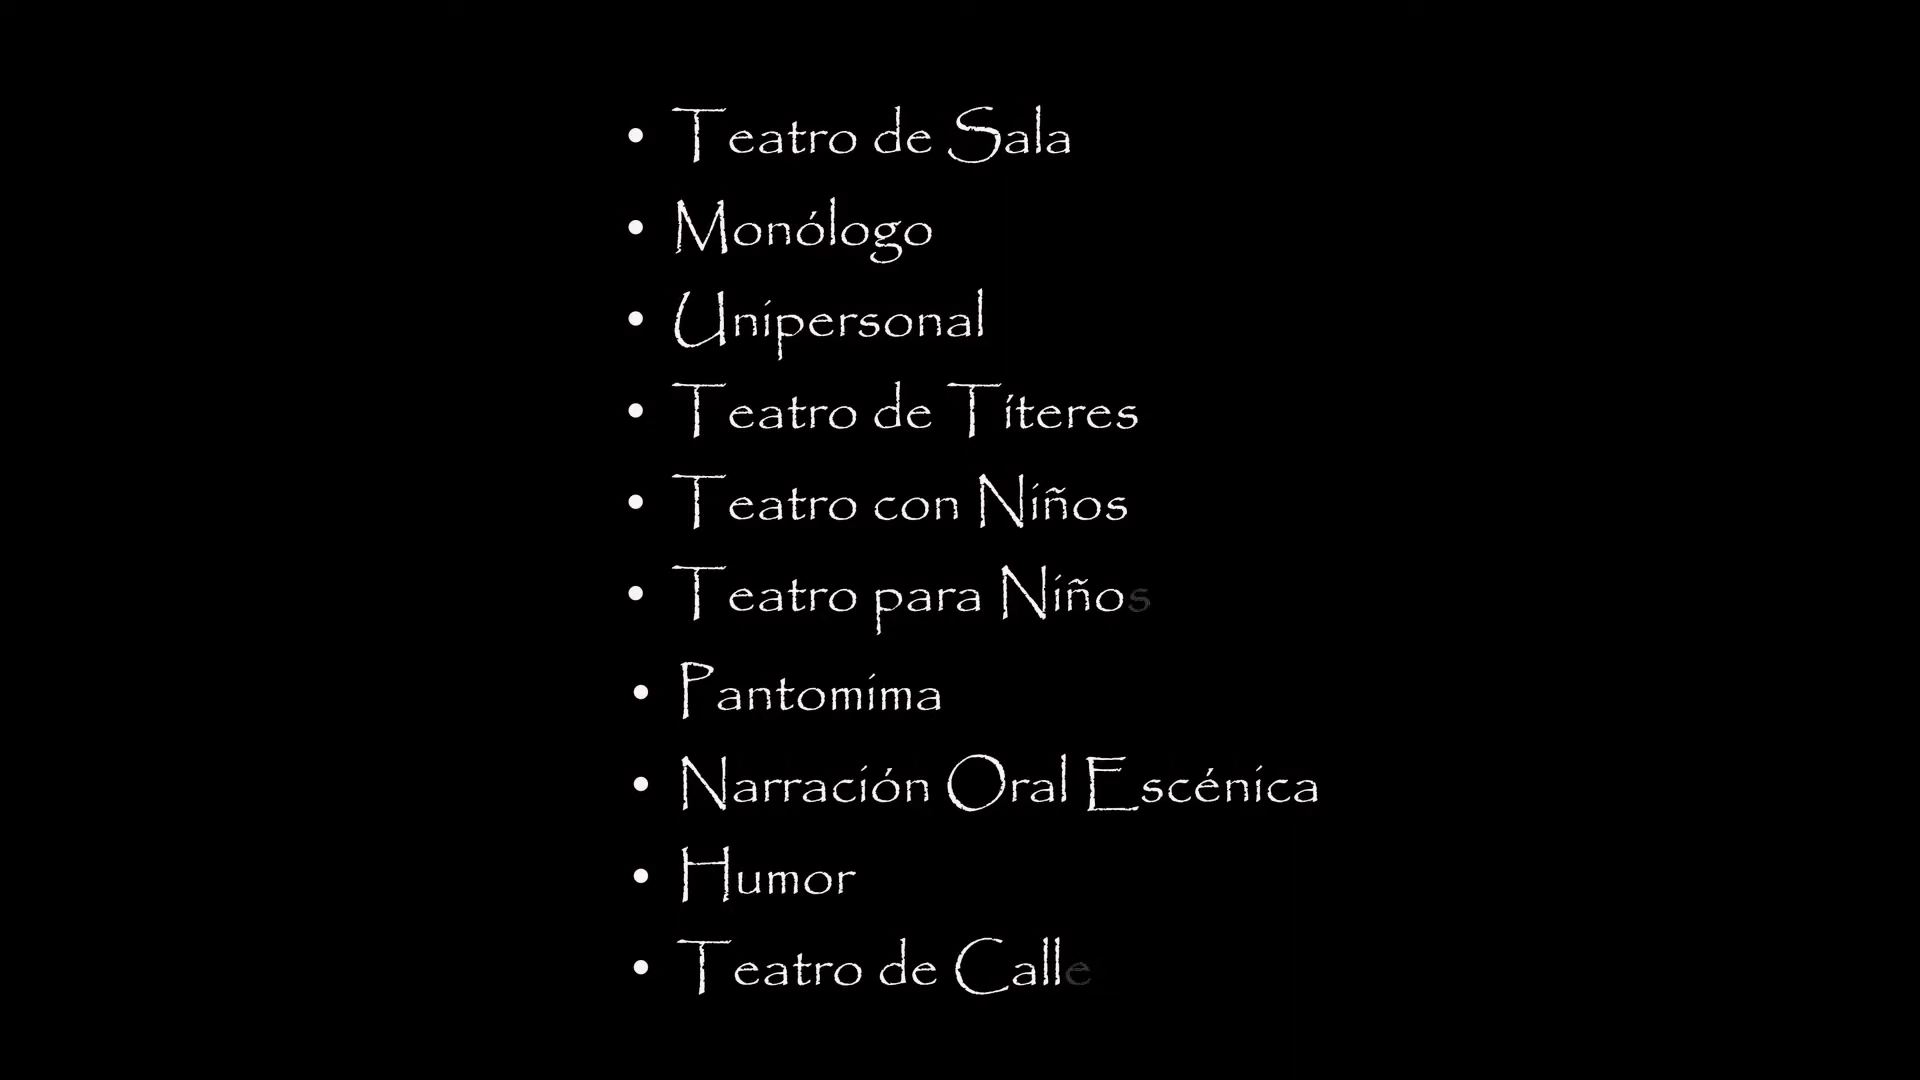 • Teatro de Sala
• Monólogo
• Unipersonal
• Teatro de Títeres
• Teatro con Niños
• Teatro para Niños
• Pantomima
• Narración Oral Escénica
• Humor
• Teatro de Calle